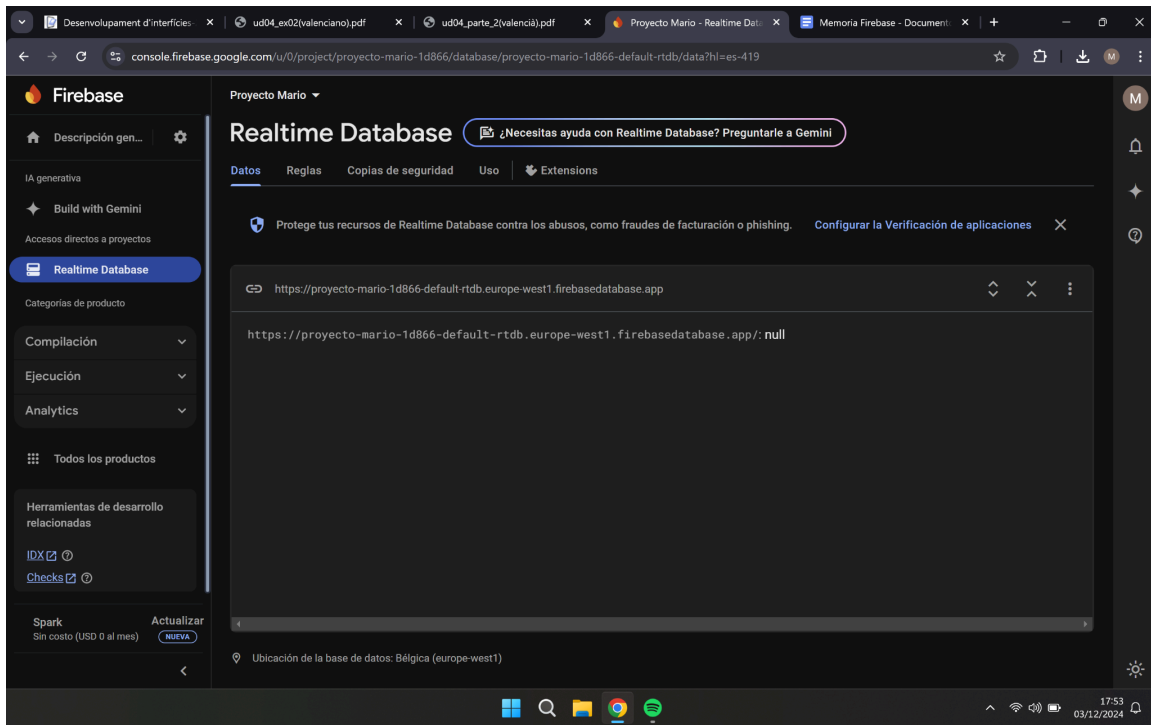 Desenvolupament d'interfícies-
ud04_ex02(valenciano).pdf
ud04_parte_2(valencià).pdf
Proyecto Mario - Realtime Data
Memoria Firebase - Document
console.firebase.google.com/u/0/project/proyecto-mario-1d866/database/proyecto-mario-1d866-default-rtdb/data?hl=es-419
M
Firebase
Descripción gen...
IA generativa
Build with Gemini
Accesos directos a proyectos
Realtime Database
Categorías de producto
Compilación
Ejecución
Analytics
Todos los productos
Herramientas de desarrollo
relacionadas
IDX
Checks
Spark
Sin costo (USD 0 al mes)
Actualizar
NUEVA
Proyecto Mario
M
Realtime Database
¿Necesitas ayuda con Realtime Database? Preguntarle a Gemini
Datos Reglas Copias de seguridad Uso Extensions
Protege tus recursos de Realtime Database contra los abusos, como fraudes de facturación o phishing. Configurar la Verificación de aplicaciones
https://proyecto-mario-1d866-default-rtdb.europe-west1.firebasedatabase.app
https://proyecto-mario-1d866-default-rtdb.europe-west1.firebasedatabase.app/: null
Ubicación de la base de datos: Bélgica (europe-west1)
17:53
03/12/2024